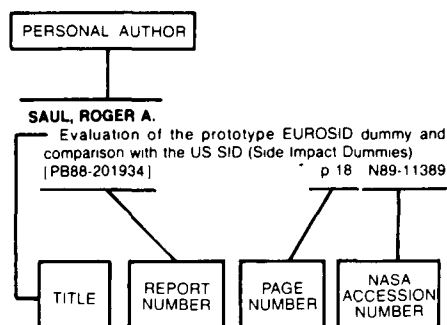 PERSONAL AUTHOR
SAUL, ROGER A.
Evaluation of the prototype EUROSID dummy and
comparison with the US SID (Side Impact Dummies)
[PB88-201934] p 18 N89-11389
TITLE
REPORT
NUMBER
PAGE
NUMBER
NASA
ACCESSION
NUMBER